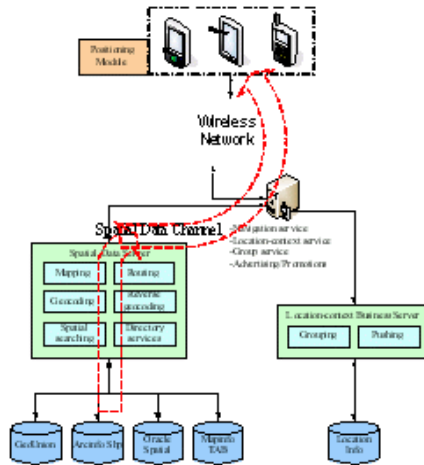 Positioning
Module
Wireless
Network
Spatial Data Channel
-Navigation service
-Location-context service
-Group service
-Advertising/Promotions
Spatial Data Server
Mapping
Routing
Geocoding
Reverse
geocoding
Spatial
searching
Directory
services
Location-context Business Server
Grouping
Pushing
GeoUnion
Arcinfo Shp
Oracle
Spatial
Mapinfo
TAB
Location
Info